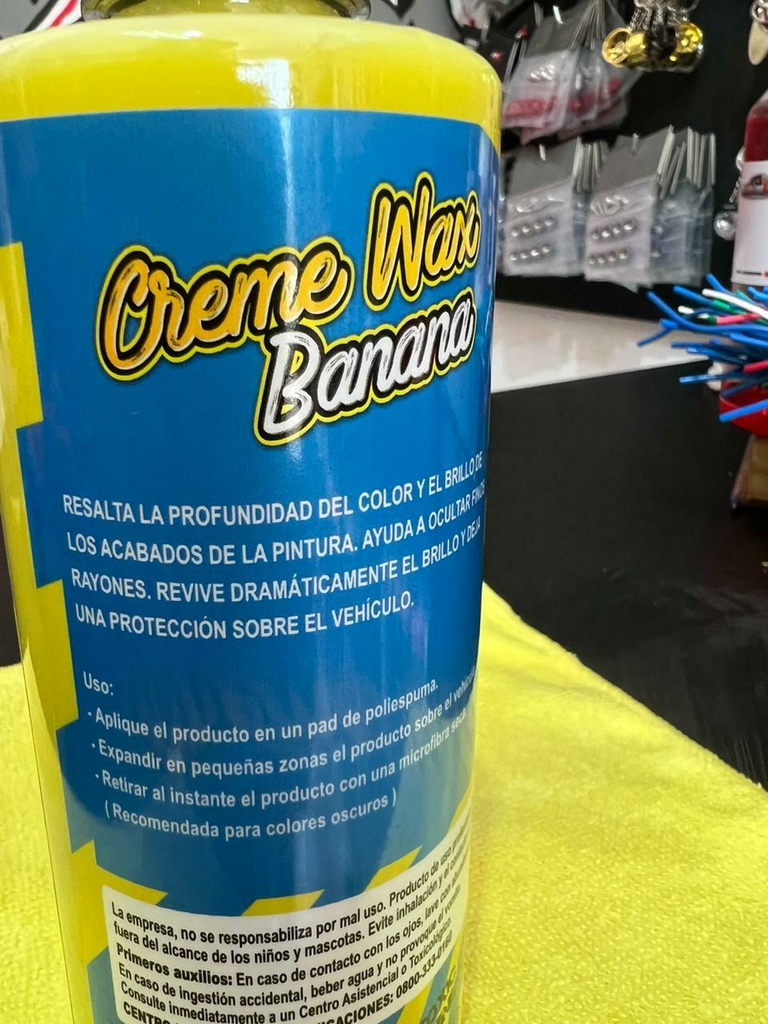 Creme Wax
Banana
RESALTA LA PROFUNDIDAD DEL COLOR Y EL BRILLO DE
LOS ACABADOS DE LA PINTURA. AYUDA A OCULTAR FINOS
RAYONES. REVIVE DRAMÁTICAMENTE EL BRILLO Y DEJA
UNA PROTECCIÓN SOBRE EL VEHÍCULO.
Uso:
· Aplique el producto en un pad de poliespuma.
· Expandir en pequeñas zonas el producto sobre el
· Retirar al instante el producto con una microfibra seca.
( Recomendada para colores oscuros )
La empresa, no se responsabiliza por mal uso. Producto de uso
fuera del alcance de los niños y mascotas. Evite inhalación y el
Primeros auxilios: En caso de contacto con los ojos, lave con
En caso de ingestión accidental, beber agua y no provoque el
Consulte inmediatamente a un Centro Asistencial o Toxicológico.
0800-333-0160